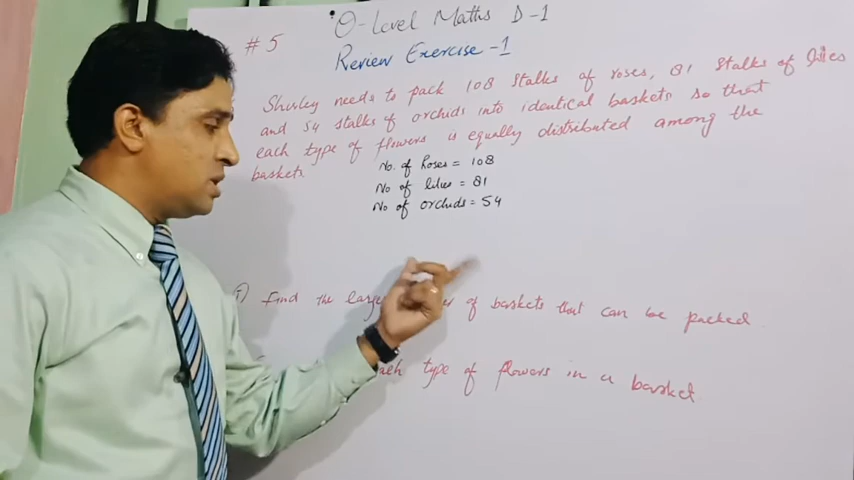 # 5
O-Level Maths D-1
Review Exercise-1
Shirley needs to pack 108 stalks of roses, 81 stalks of lilies
and 54 stalks of orchids into identical baskets so that
each type of flowers is equally distributed among the
baskets.
No. of Roses = 108
No of lilies = 81
No. of orchids = 54
i) Find the large of baskets that can be packed
each type of flowers in a basket